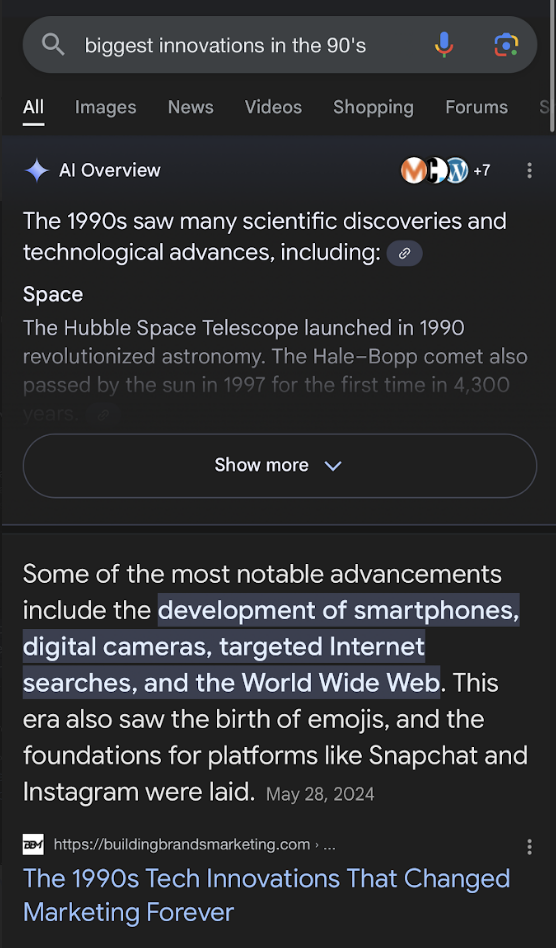 biggest innovations in the 90's
All Images News Videos Shopping Forums S
AI Overview +7
The 1990s saw many scientific discoveries and
technological advances, including:
Space
The Hubble Space Telescope launched in 1990
revolutionized astronomy. The Hale–Bopp comet also
passed by the sun in 1997 for the first time in 4,300
years.
Show more
Some of the most notable advancements
include the development of smartphones,
digital cameras, targeted Internet
searches, and the World Wide Web. This
era also saw the birth of emojis, and the
foundations for platforms like Snapchat and
Instagram were laid. May 28, 2024
https://buildingbrandsmarketing.com › ...
The 1990s Tech Innovations That Changed
Marketing Forever